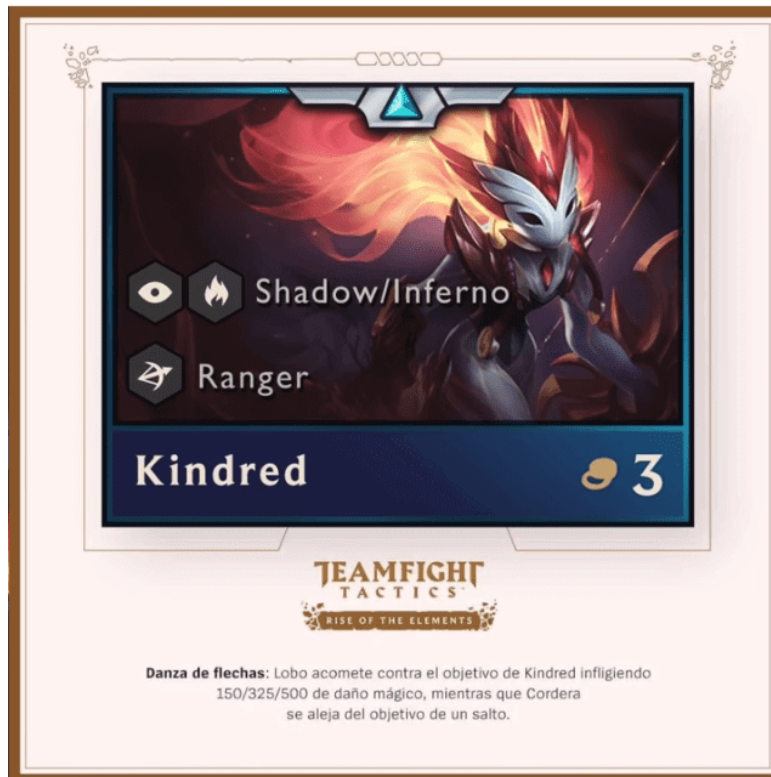 Shadow/Inferno
Ranger
Kindred
3
TEAMFIGHT
TACTICS
RISE OF THE ELEMENTS
Danza de flechas: Lobo acomete contra el objetivo de Kindred infligiendo
150/325/500 de daño mágico, mientras que Cordera
se aleja del objetivo de un salto.